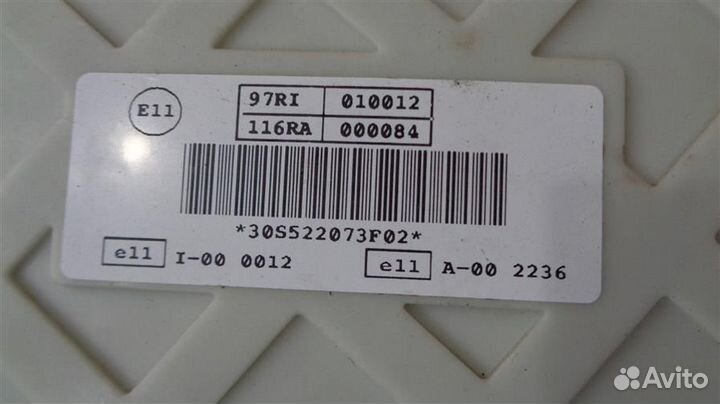 E11
97RI 010012
116RA 000084
*30S522073F02*
e11 I-00 0012 e11 A-00 2236
Avito